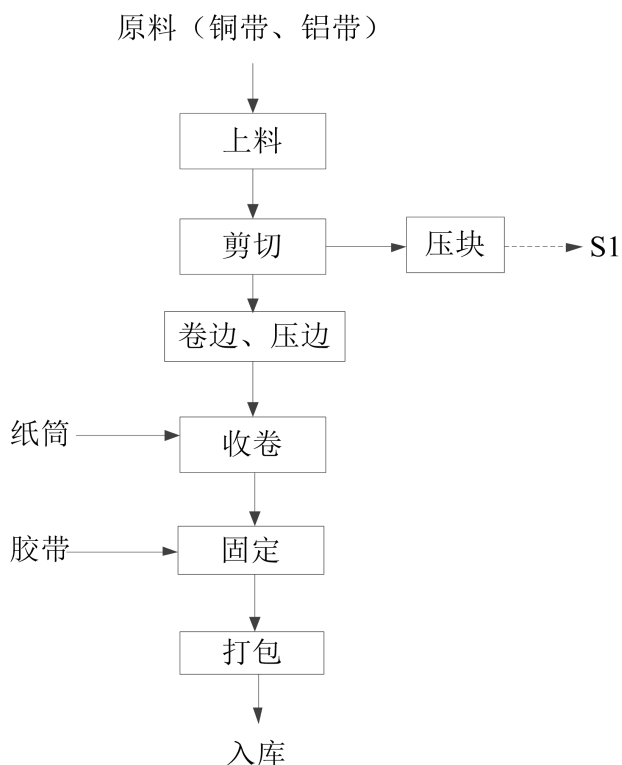 原料（铜带、铝带）
上料
剪切
压块
S1
卷边、压边
纸筒
收卷
胶带
固定
打包
入库